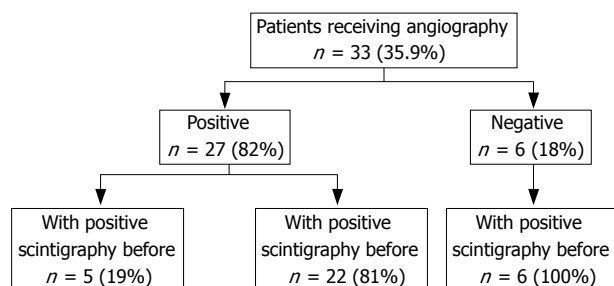 Patients receiving angiography
n = 33 (35.9%)
Positive
n = 27 (82%)
Negative
n = 6 (18%)
With positive
scintigraphy before
n = 5 (19%)
With positive
scintigraphy before
n = 22 (81%)
With positive
scintigraphy before
n = 6 (100%)